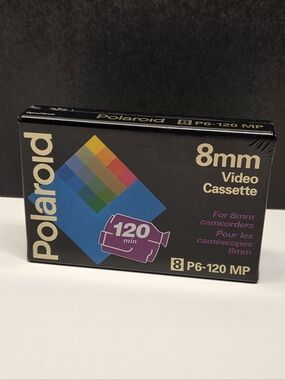 Polaroid
8 P6-120 MP
Polaroid
8mm
Video
Cassette
For 8mm
camcorders
Pour les
caméscopes
8mm
120
min.
8 P6-120 MP